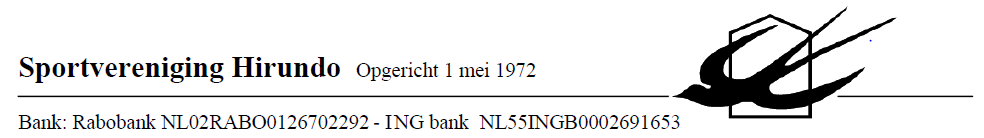 Sportvereniging Hirundo Opgericht 1 mei 1972
Bank: Rabobank NL02RABO0126702292 - ING bank NL55INGB0002691653